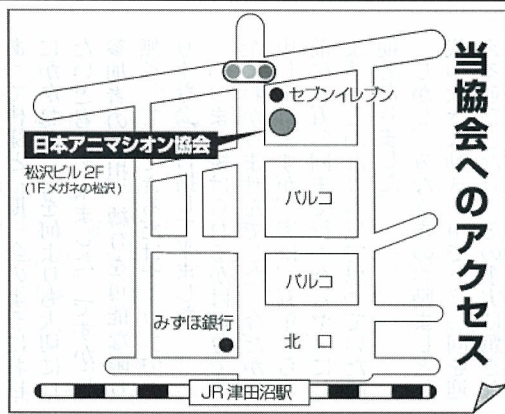 当協会へのアクセス
セブンイレブン
日本アニマシオン協会
松沢ビル 2F
(1F メガネの松沢)
パルコ
パルコ
みずほ銀行
北口
JR 津田沼駅